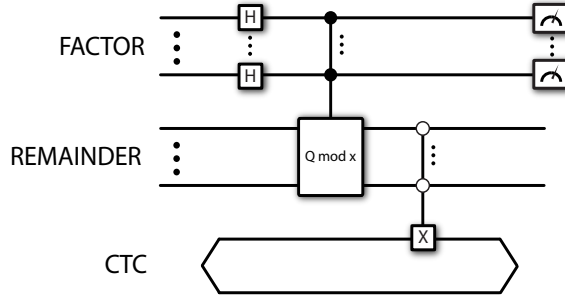 H
FACTOR
H
REMAINDER
Q mod x
X
CTC